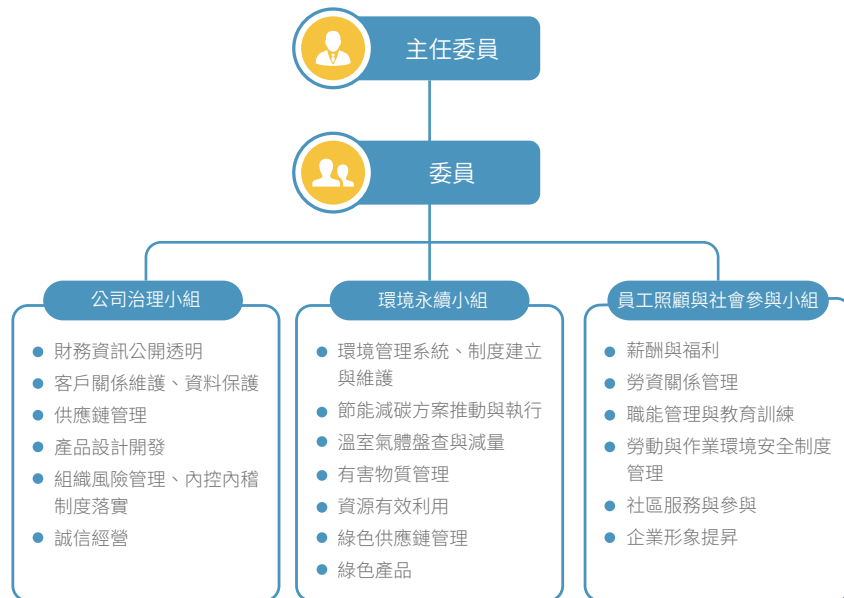 主任委員
委員
公司治理小組
財務資訊公開透明
客戶關係維護、資料保護
供應鏈管理
產品設計開發
組織風險管理、內控內稽
制度落實
誠信經營
環境永續小組
環境管理系統、制度建立
與維護
節能減碳方案推動與執行
溫室氣體盤查與減量
有害物質管理
資源有效利用
綠色供應鏈管理
綠色產品
員工照顧與社會參與小組
薪酬與福利
勞資關係管理
職能管理與教育訓練
勞動與作業環境安全制度
管理
社區服務與參與
企業形象提昇